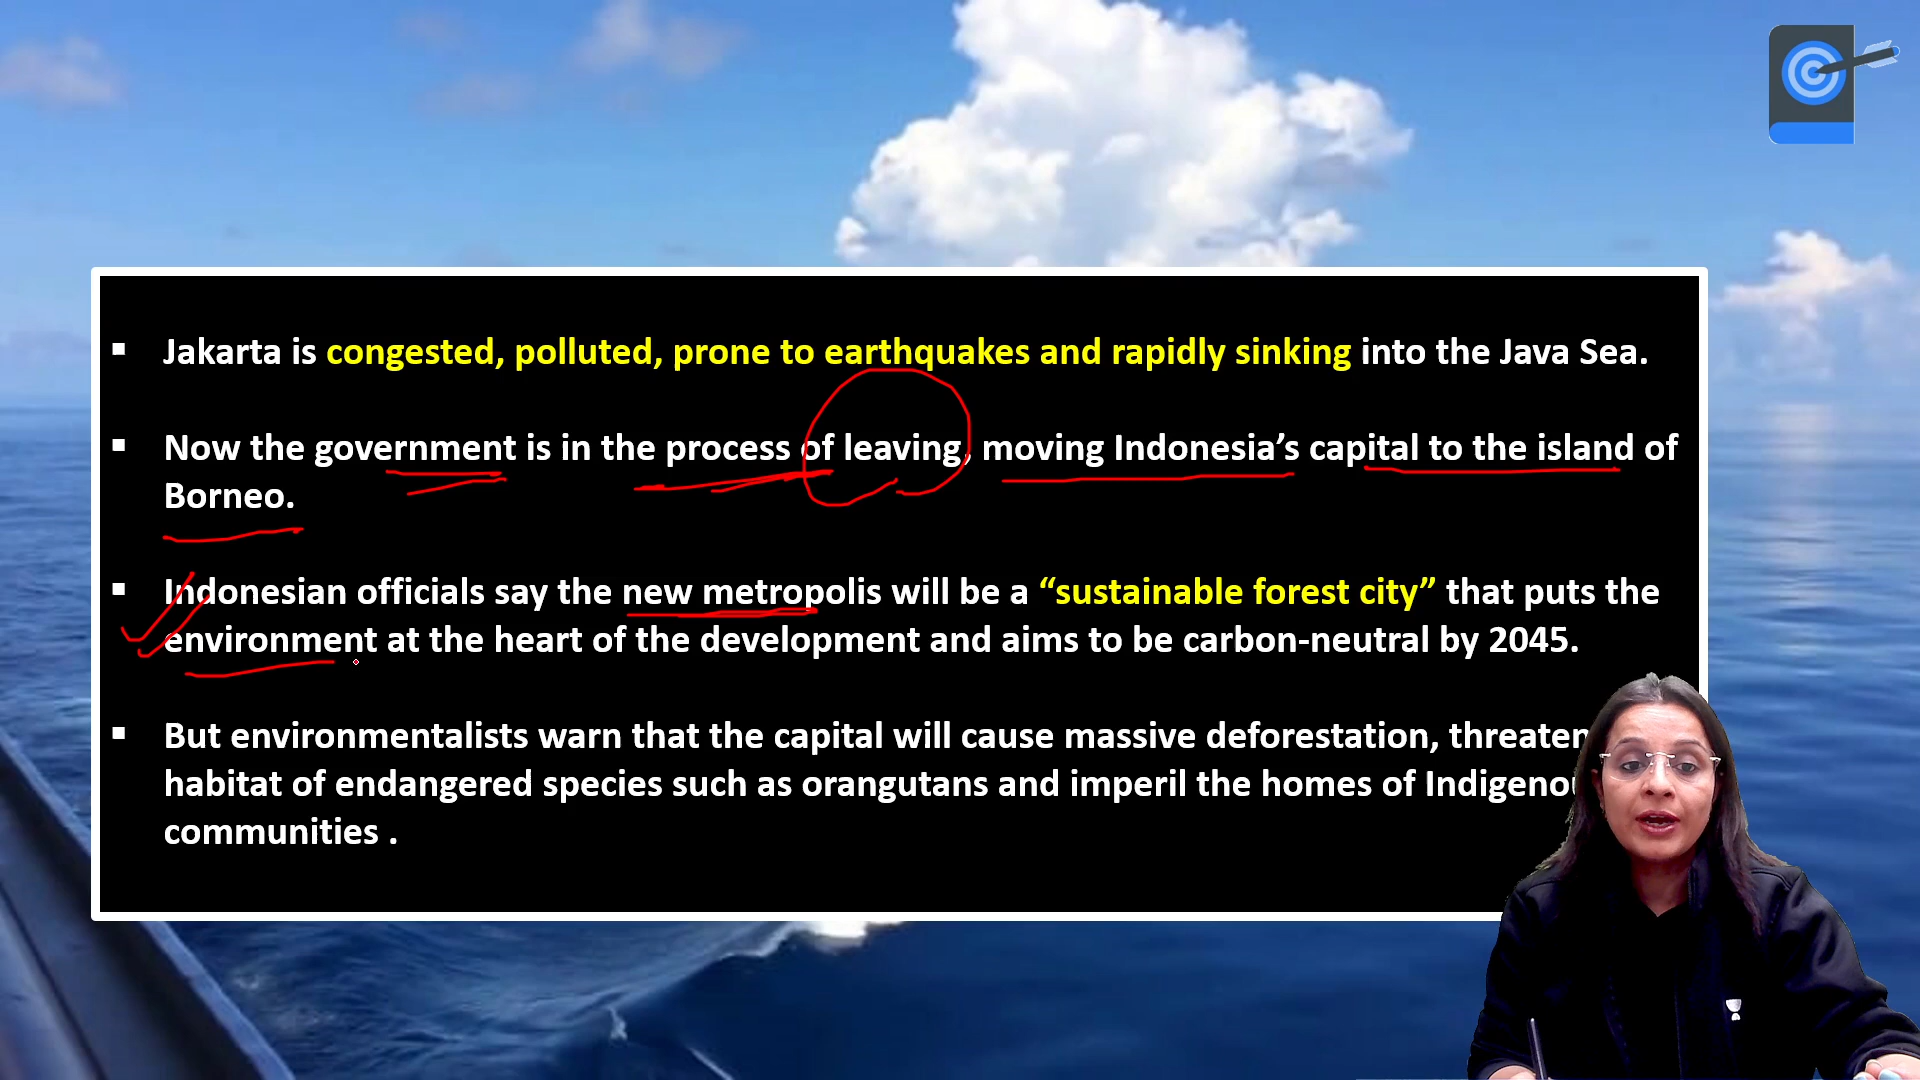 Jakarta is congested, polluted, prone to earthquakes and rapidly sinking into the Java Sea.
Now the government is in the process of leaving, moving Indonesia’s capital to the island of
Borneo.
Indonesian officials say the new metropolis will be a “sustainable forest city” that puts the
environment at the heart of the development and aims to be carbon-neutral by 2045.
But environmentalists warn that the capital will cause massive deforestation, threaten
habitat of endangered species such as orangutans and imperil the homes of
communities .